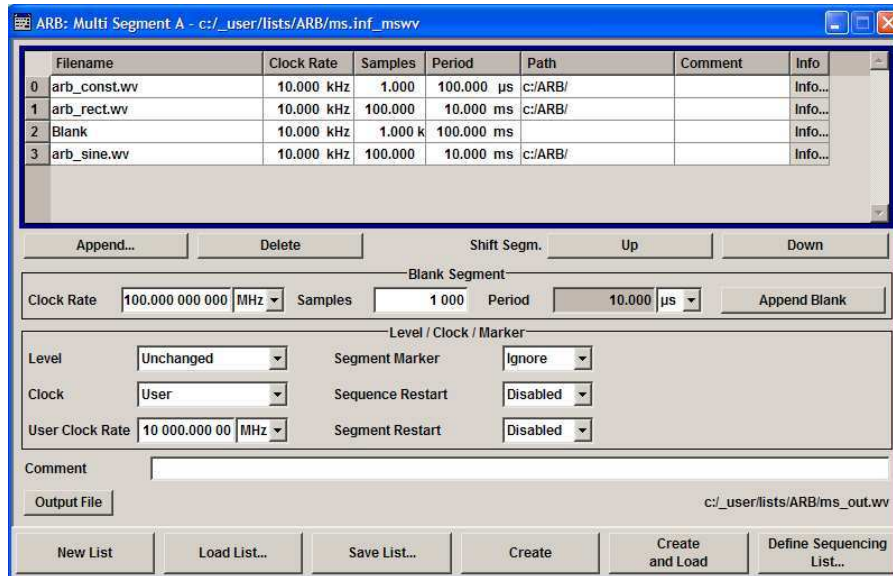 ARB: Multi Segment A - c:/_user/lists/ARB/ms.inf_mswv
Filename Clock Rate Samples Period Path Comment Info
0 arb_const.wv 10.000 kHz 1.000 100.000 µs c:/ARB/ Info...
1 arb_rect.wv 10.000 kHz 100.000 10.000 ms c:/ARB/ Info...
2 Blank 10.000 kHz 1.000 k 100.000 ms Info...
3 arb_sine.wv 10.000 kHz 100.000 10.000 ms c:/ARB/ Info...
Append... Delete Shift Segm. Up Down
Blank Segment
Clock Rate 100.000 000 000 MHz Samples 1 000 Period 10.000 µs Append Blank
Level / Clock / Marker
Level Unchanged Segment Marker Ignore
Clock User Sequence Restart Disabled
User Clock Rate 10 000.000 00 MHz Segment Restart Disabled
Comment
Output File c:/_user/lists/ARB/ms_out.wv
New List Load List... Save List... Create Create and Load Define Sequencing List...